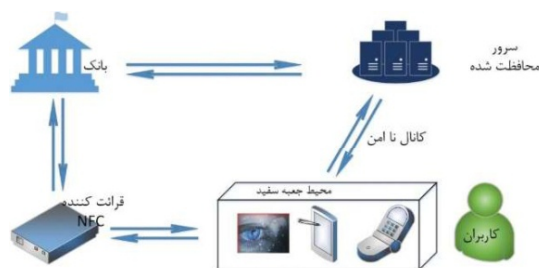 بانک
سرور
محافظت شده
کانال نا امن
محیط جعبه سفید
قرائت کننده
NFC
کاربران